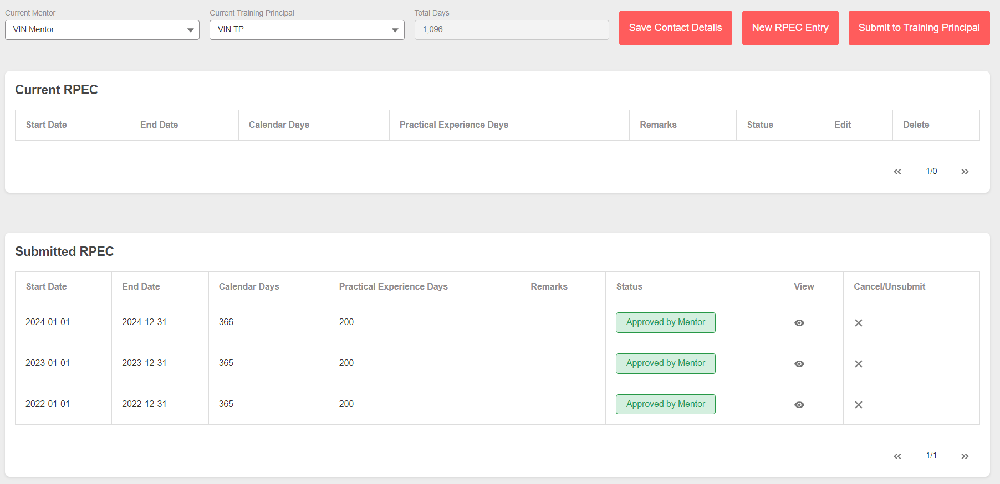 Current Mentor
VIN Mentor
Current Training Principal
VIN TP
Total Days
1,096
Save Contact Details
New RPEC Entry
Submit to Training Principal
Current RPEC
Start Date End Date Calendar Days Practical Experience Days Remarks Status Edit Delete
« 1/0 »
Submitted RPEC
Start Date End Date Calendar Days Practical Experience Days Remarks Status View Cancel/Unsubmit
2024-01-01 2024-12-31 366 200 Approved by Mentor
2023-01-01 2023-12-31 365 200 Approved by Mentor
2022-01-01 2022-12-31 365 200 Approved by Mentor
« 1/1 »